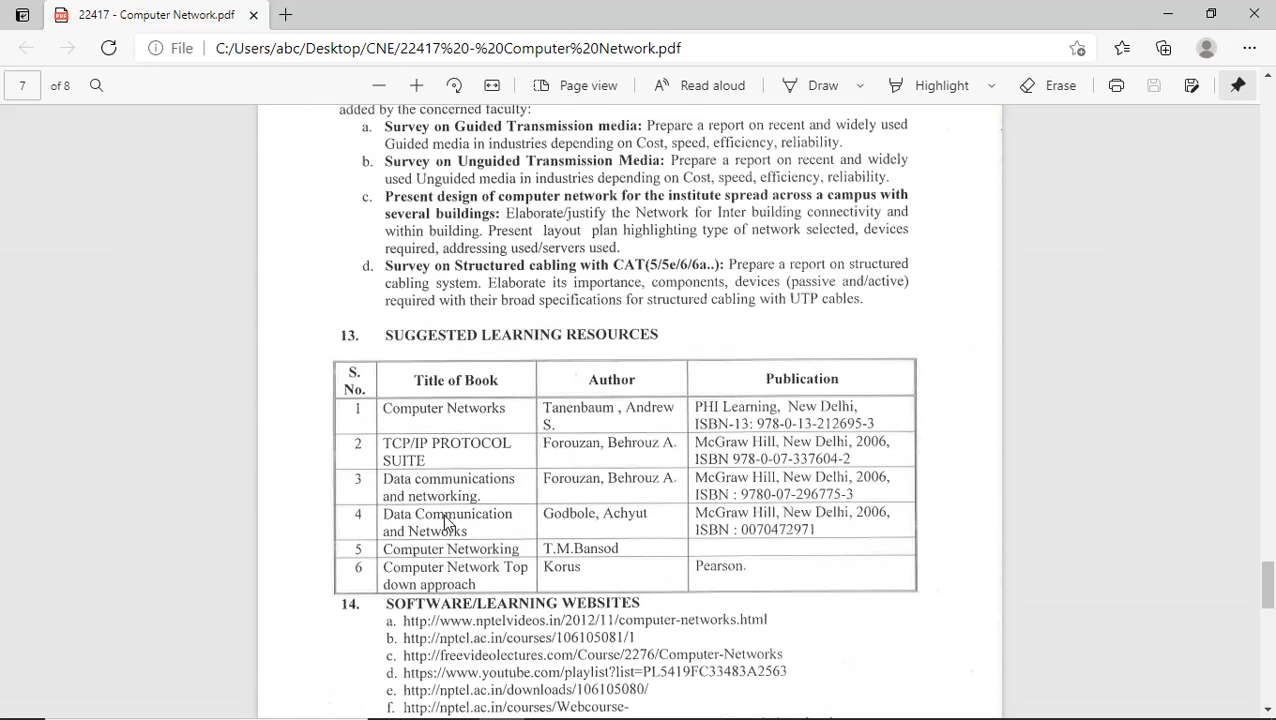 22417 - Computer Network.pdf
File C:/Users/abc/Desktop/CNE/22417%20-%20Computer%20Network.pdf
7 of 8 Page view Read aloud Draw Highlight Erase
added by the concerned faculty:
a. Survey on Guided Transmission media: Prepare a report on recent and widely used
Guided media in industries depending on Cost, speed, efficiency, reliability.
b. Survey on Unguided Transmission Media: Prepare a report on recent and widely
used Unguided media in industries depending on Cost, speed, efficiency, reliability.
c. Present design of computer network for the institute spread across a campus with
several buildings: Elaborate/justify the Network for Inter building connectivity and
within building. Present layout plan highlighting type of network selected, devices
required, addressing used/servers used.
d. Survey on Structured cabling with CAT(5/5e/6/6a..): Prepare a report on structured
cabling system. Elaborate its importance, components, devices (passive and/active)
required with their broad specifications for structured cabling with UTP cables.
13. SUGGESTED LEARNING RESOURCES
S. No. Title of Book Author Publication
1 Computer Networks Tanenbaum , Andrew PHI Learning, New Delhi,
S. ISBN-13: 978-0-13-212695-3
2 TCP/IP PROTOCOL Forouzan, Behrouz A. McGraw Hill, New Delhi, 2006,
SUITE ISBN 978-0-07-337604-2
3 Data communications Forouzan, Behrouz A. McGraw Hill, New Delhi, 2006,
and networking. ISBN : 9780-07-296775-3
4 Data Communication Godbole, Achyut McGraw Hill, New Delhi, 2006,
and Networks ISBN : 0070472971
5 Computer Networking T.M.Bansod
6 Computer Network Top Korus Pearson.
down approach
14. SOFTWARE/LEARNING WEBSITES
a. http://www.nptelvideos.in/2012/11/computer-networks.html
b. http://nptel.ac.in/courses/106105081/1
c. http://freevideolectures.com/Course/2276/Computer-Networks
d. https://www.youtube.com/playlist?list=PL5419FC33483A2563
e. http://nptel.ac.in/downloads/106105080/
f. http://nptel.ac.in/courses/Webcourse-